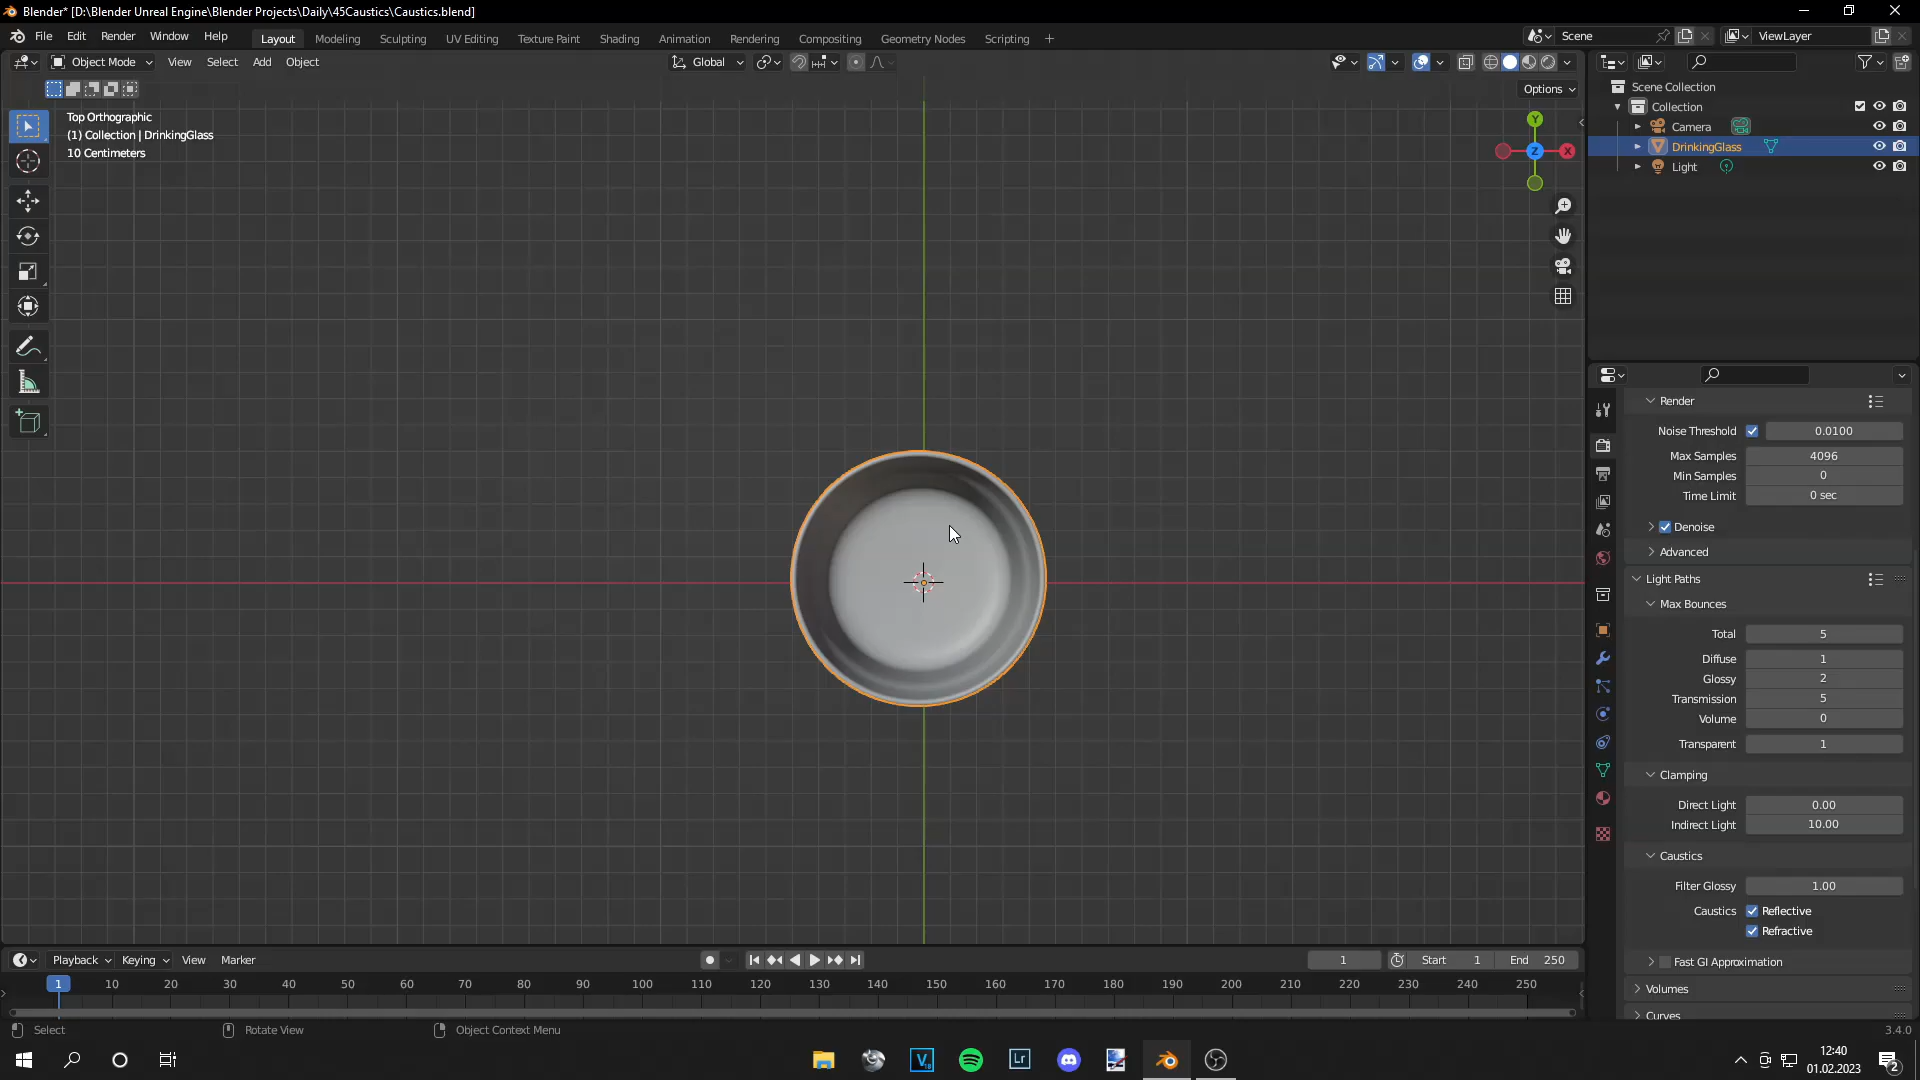 Blender* [D:\Blender Unreal Engine\Blender Projects\Daily\45Caustics\Caustics.blend]
File Edit Render Window Help Layout Modeling Sculpting UV Editing Texture Paint Shading Animation Rendering Compositing Geometry Nodes Scripting + Scene ViewLayer
Object Mode View Select Add Object Global
Options
Top Orthographic
(1) Collection | DrinkingGlass
10 Centimeters
Y
X
Z
Scene Collection
Collection
Camera
DrinkingGlass
Light
Render
Noise Threshold 0.0100
Max Samples 4096
Min Samples 0
Time Limit 0 sec
Denoise
Advanced
Light Paths
Max Bounces
Total 5
Diffuse 1
Glossy 2
Transmission 5
Volume 0
Transparent 1
Clamping
Direct Light 0.00
Indirect Light 10.00
Caustics
Filter Glossy 1.00
Caustics Reflective
Refractive
Fast GI Approximation
Volumes
Curves
Playback Keying View Marker 1 Start 1 End 250
1 10 20 30 40 50 60 70 80 90 100 110 120 130 140 150 160 170 180 190 200 210 220 230 240 250
Select Rotate View Object Context Menu 3.4.0
V
18
Lr
12:40
01.02.2023
2